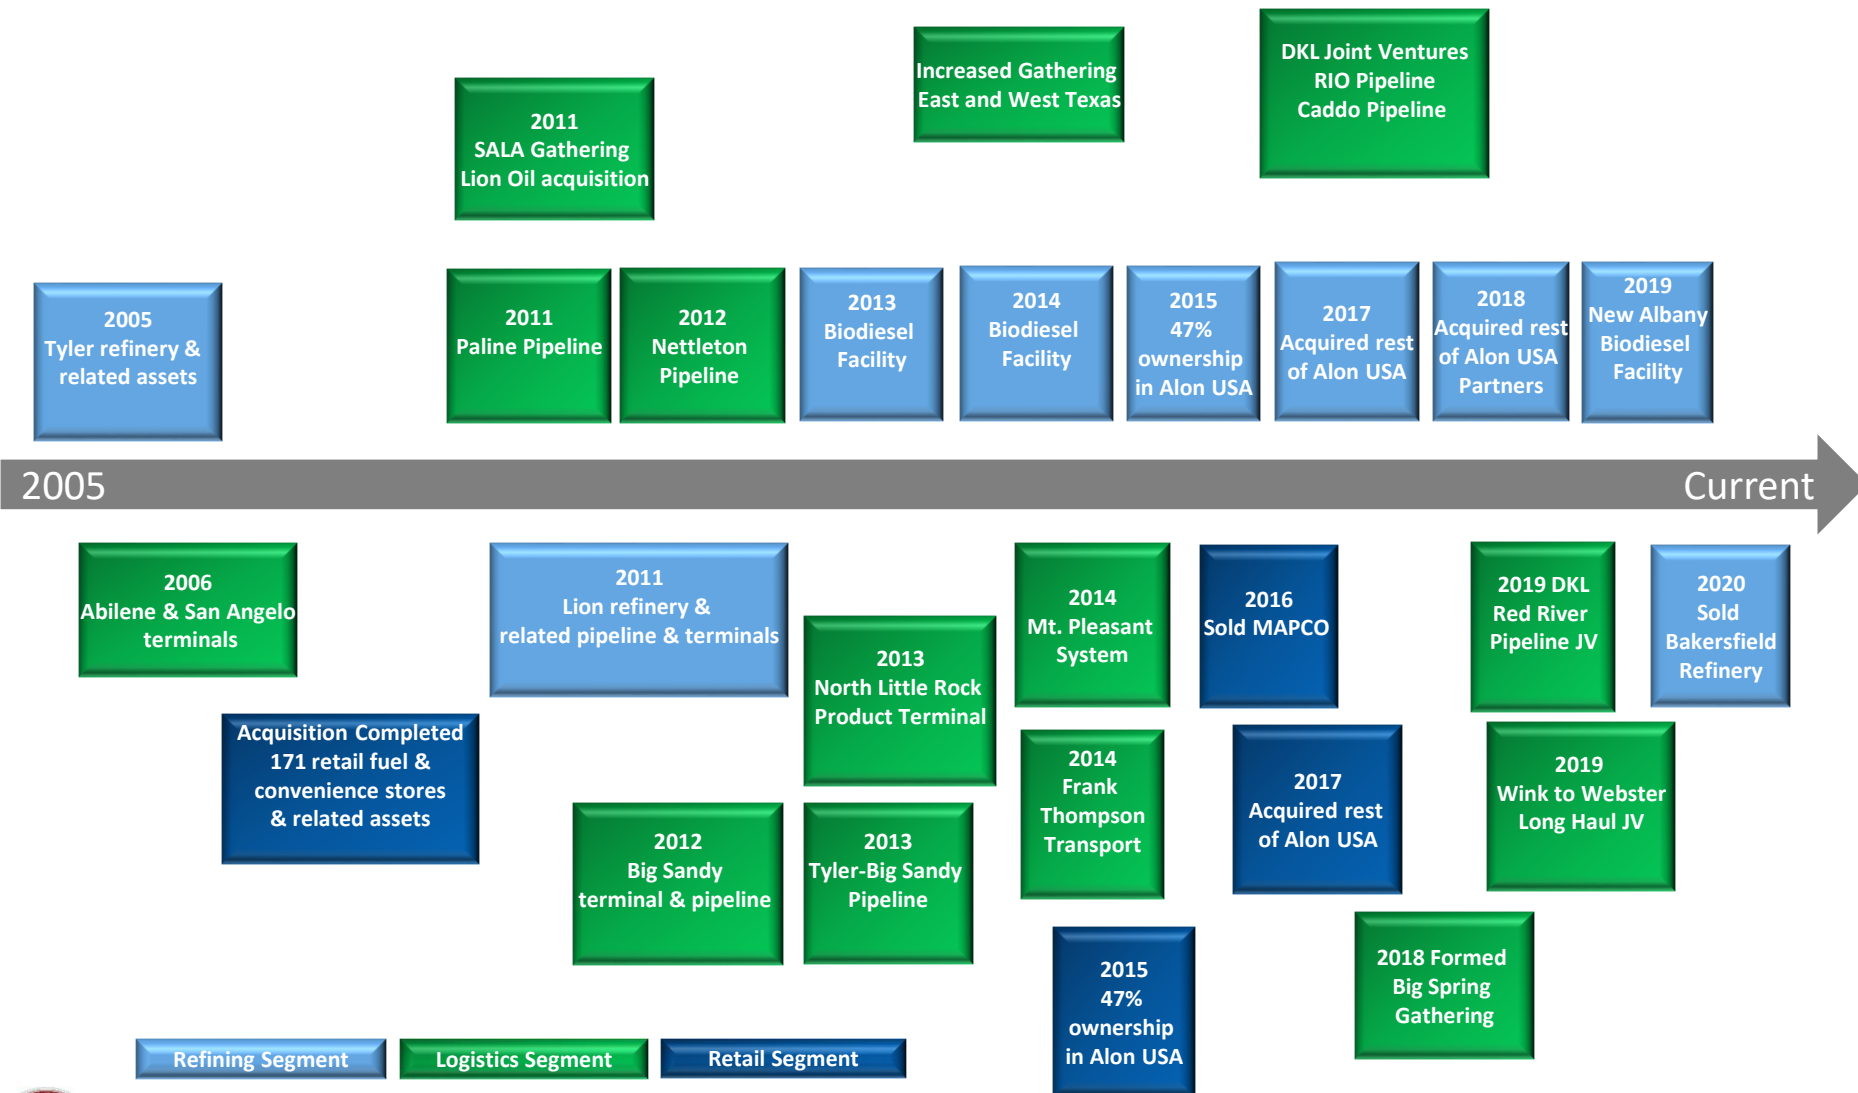 Increased Gathering
East and West Texas
DKL Joint Ventures
RIO Pipeline
Caddo Pipeline
2011
SALA Gathering
Lion Oil acquisition
2005
Tyler refinery &
related assets
2011
Paline Pipeline
2012
Nettleton
Pipeline
2013
Biodiesel
Facility
2014
Biodiesel
Facility
2015
47%
ownership
in Alon USA
2017
Acquired rest
of Alon USA
2018
Acquired rest
of Alon USA
Partners
2019
New Albany
Biodiesel
Facility
2005
Current
2006
Abilene & San Angelo
terminals
Acquisition Completed
171 retail fuel &
convenience stores
& related assets
2011
Lion refinery &
related pipeline & terminals
2012
Big Sandy
terminal & pipeline
2013
North Little Rock
Product Terminal
2013
Tyler-Big Sandy
Pipeline
2014
Mt. Pleasant
System
2014
Frank
Thompson
Transport
2015
47%
ownership
in Alon USA
2016
Sold MAPCO
2017
Acquired rest
of Alon USA
2018 Formed
Big Spring
Gathering
2019 DKL
Red River
Pipeline JV
2019
Wink to Webster
Long Haul JV
2020
Sold
Bakersfield
Refinery
Refining Segment
Logistics Segment
Retail Segment